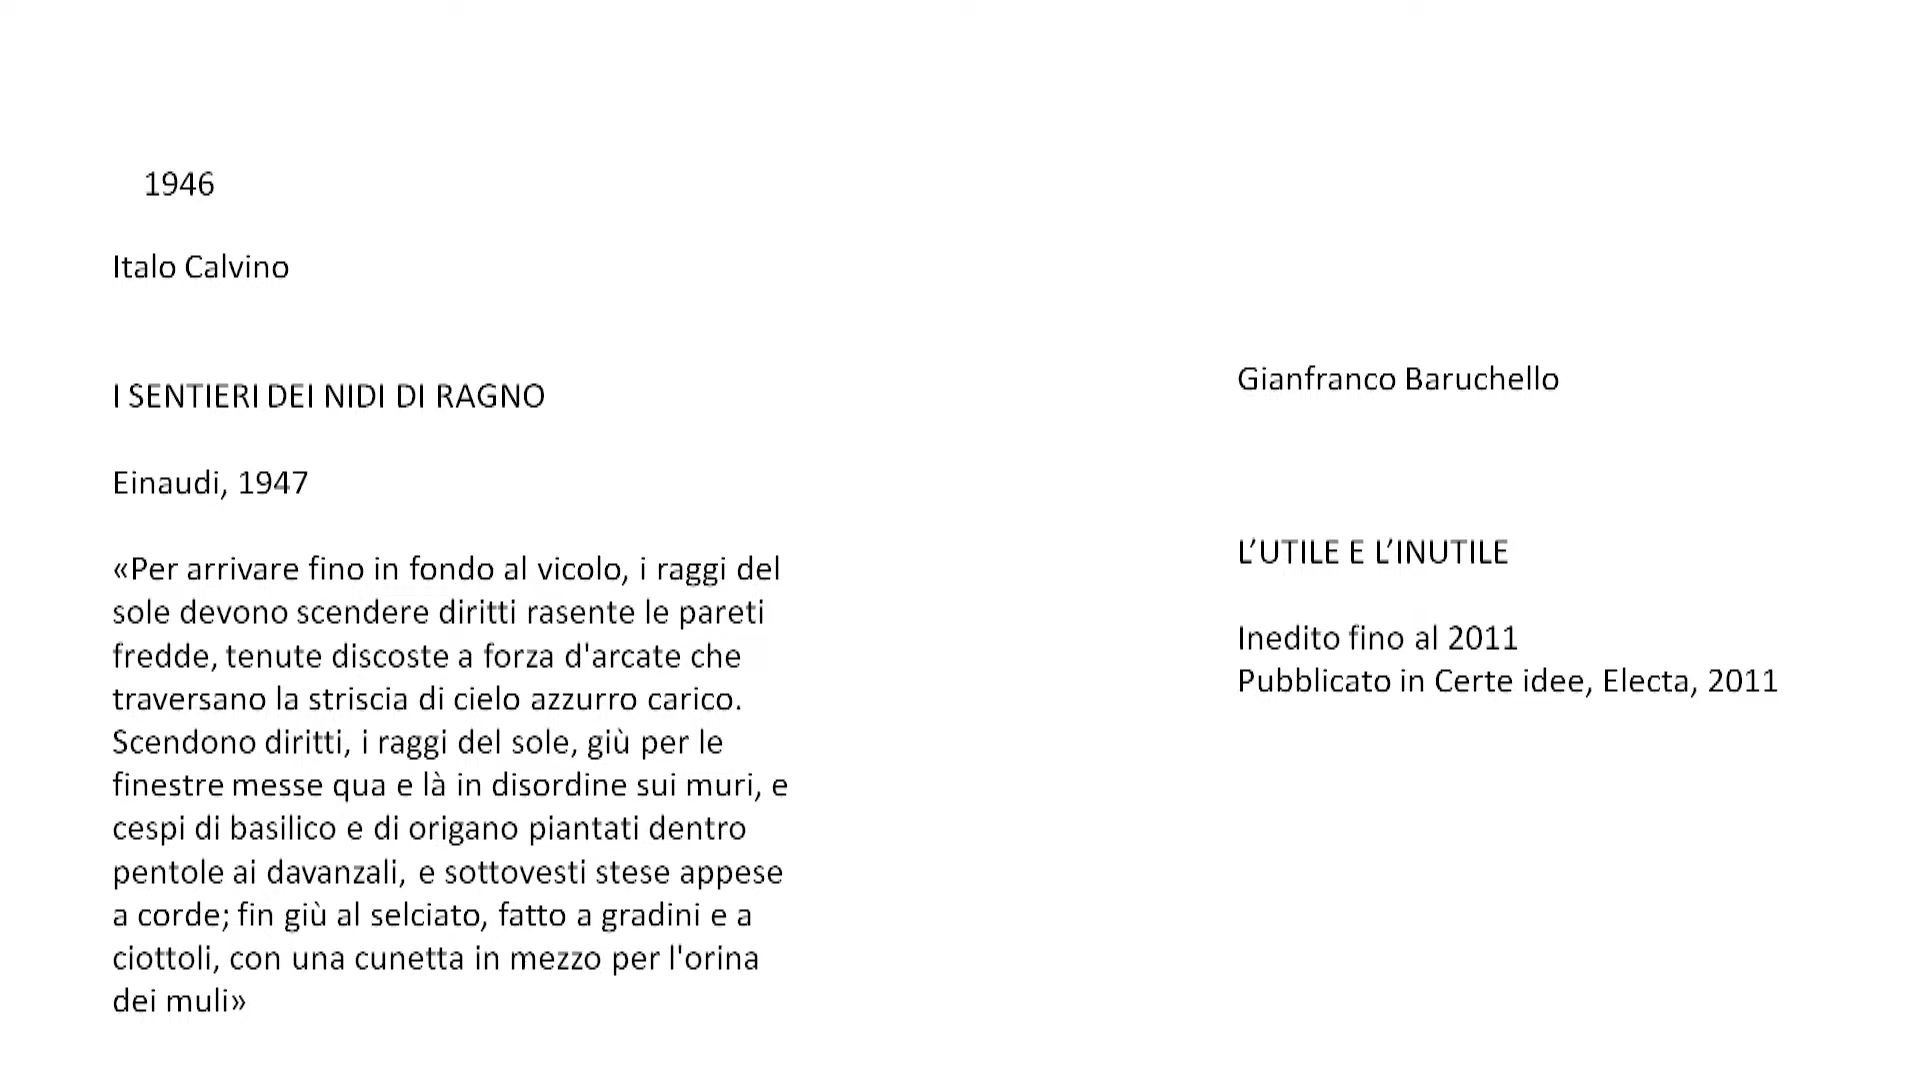 1946
Italo Calvino
I SENTIERI DEI NIDI DI RAGNO
Einaudi, 1947
«Per arrivare fino in fondo al vicolo, i raggi del
sole devono scendere diritti rasente le pareti
fredde, tenute discoste a forza d'arcate che
traversano la striscia di cielo azzurro carico.
Scendono diritti, i raggi del sole, giù per le
finestre messe qua e là in disordine sui muri, e
cespi di basilico e di origano piantati dentro
pentole ai davanzali, e sottovesti stese appese
a corde; fin giù al selciato, fatto a gradini e a
ciottoli, con una cunetta in mezzo per l'orina
dei muli»
Gianfranco Baruchello
L’UTILE E L’INUTILE
Inedito fino al 2011
Pubblicato in Certe idee, Electa, 2011